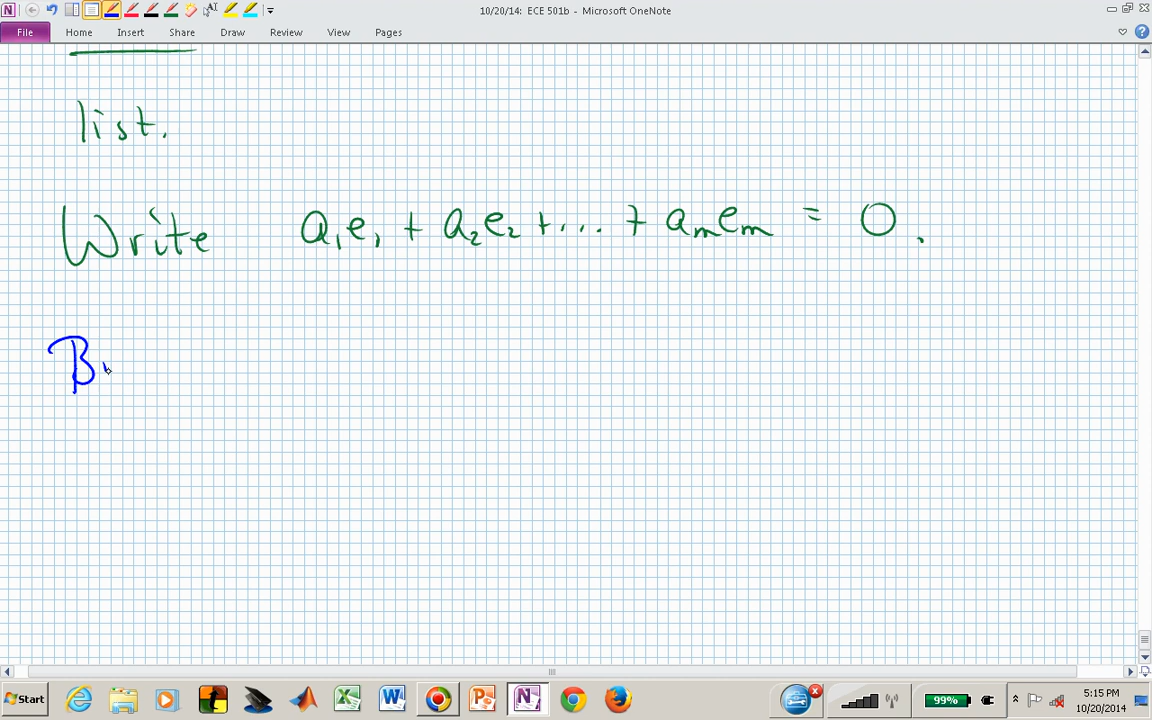 10/20/14: ECE 501b - Microsoft OneNote
File Home Insert Share Draw Review View Pages
list.
Write a₁e₁ + a₂e₂ + .... + aₘeₘ = 0.
B
Start
99%
5:15 PM
10/20/2014